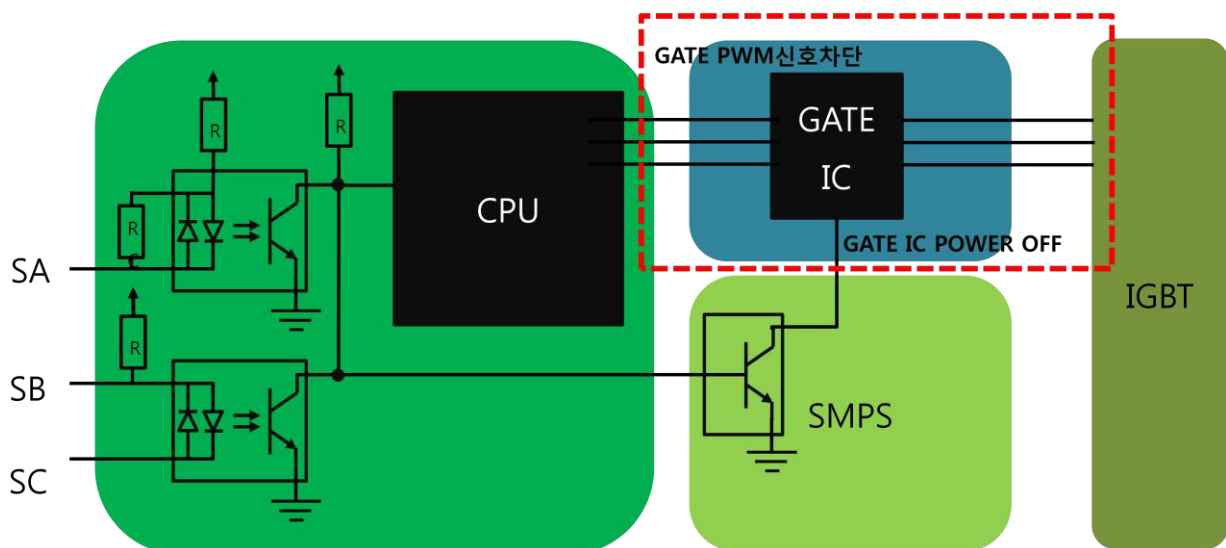 GATE PWM신호차단
R
R
GATE
IC
CPU
R
GATE IC POWER OFF
SA
IGBT
R
SB
SMPS
SC